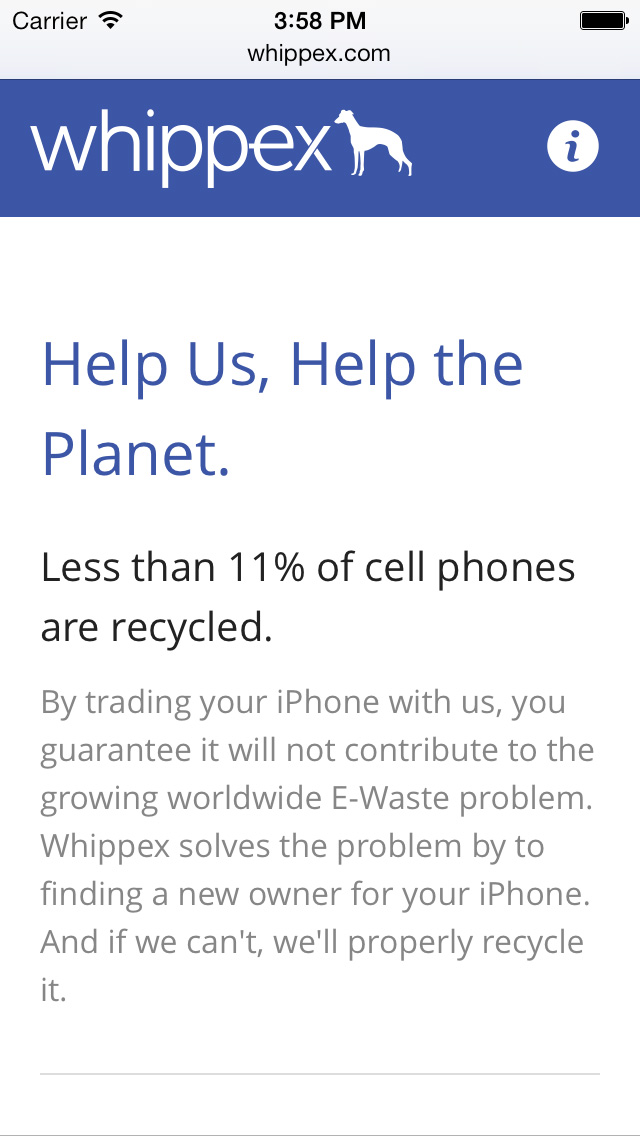 Carrier 3:58 PM
whippex.com
whippex i
Help Us, Help the
Planet.
Less than 11% of cell phones
are recycled.
By trading your iPhone with us, you
guarantee it will not contribute to the
growing worldwide E-Waste problem.
Whippex solves the problem by to
finding a new owner for your iPhone.
And if we can't, we'll properly recycle
it.